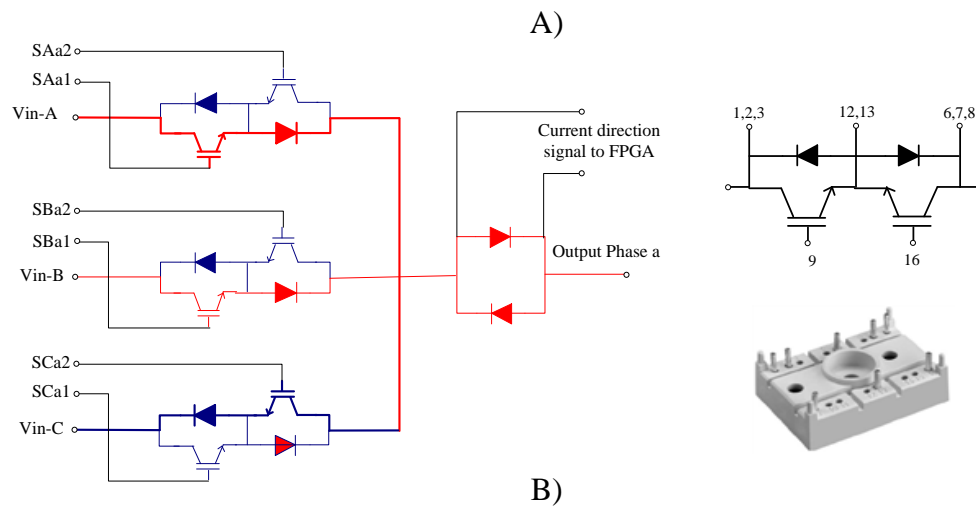 A)
SAa2
SAa1
Vin-A
Current direction
signal to FPGA
SBa2
SBa1
Vin-B
Output Phase a
SCa2
SCa1
Vin-C
1,2,3
12,13
6,7,8
9
16
B)